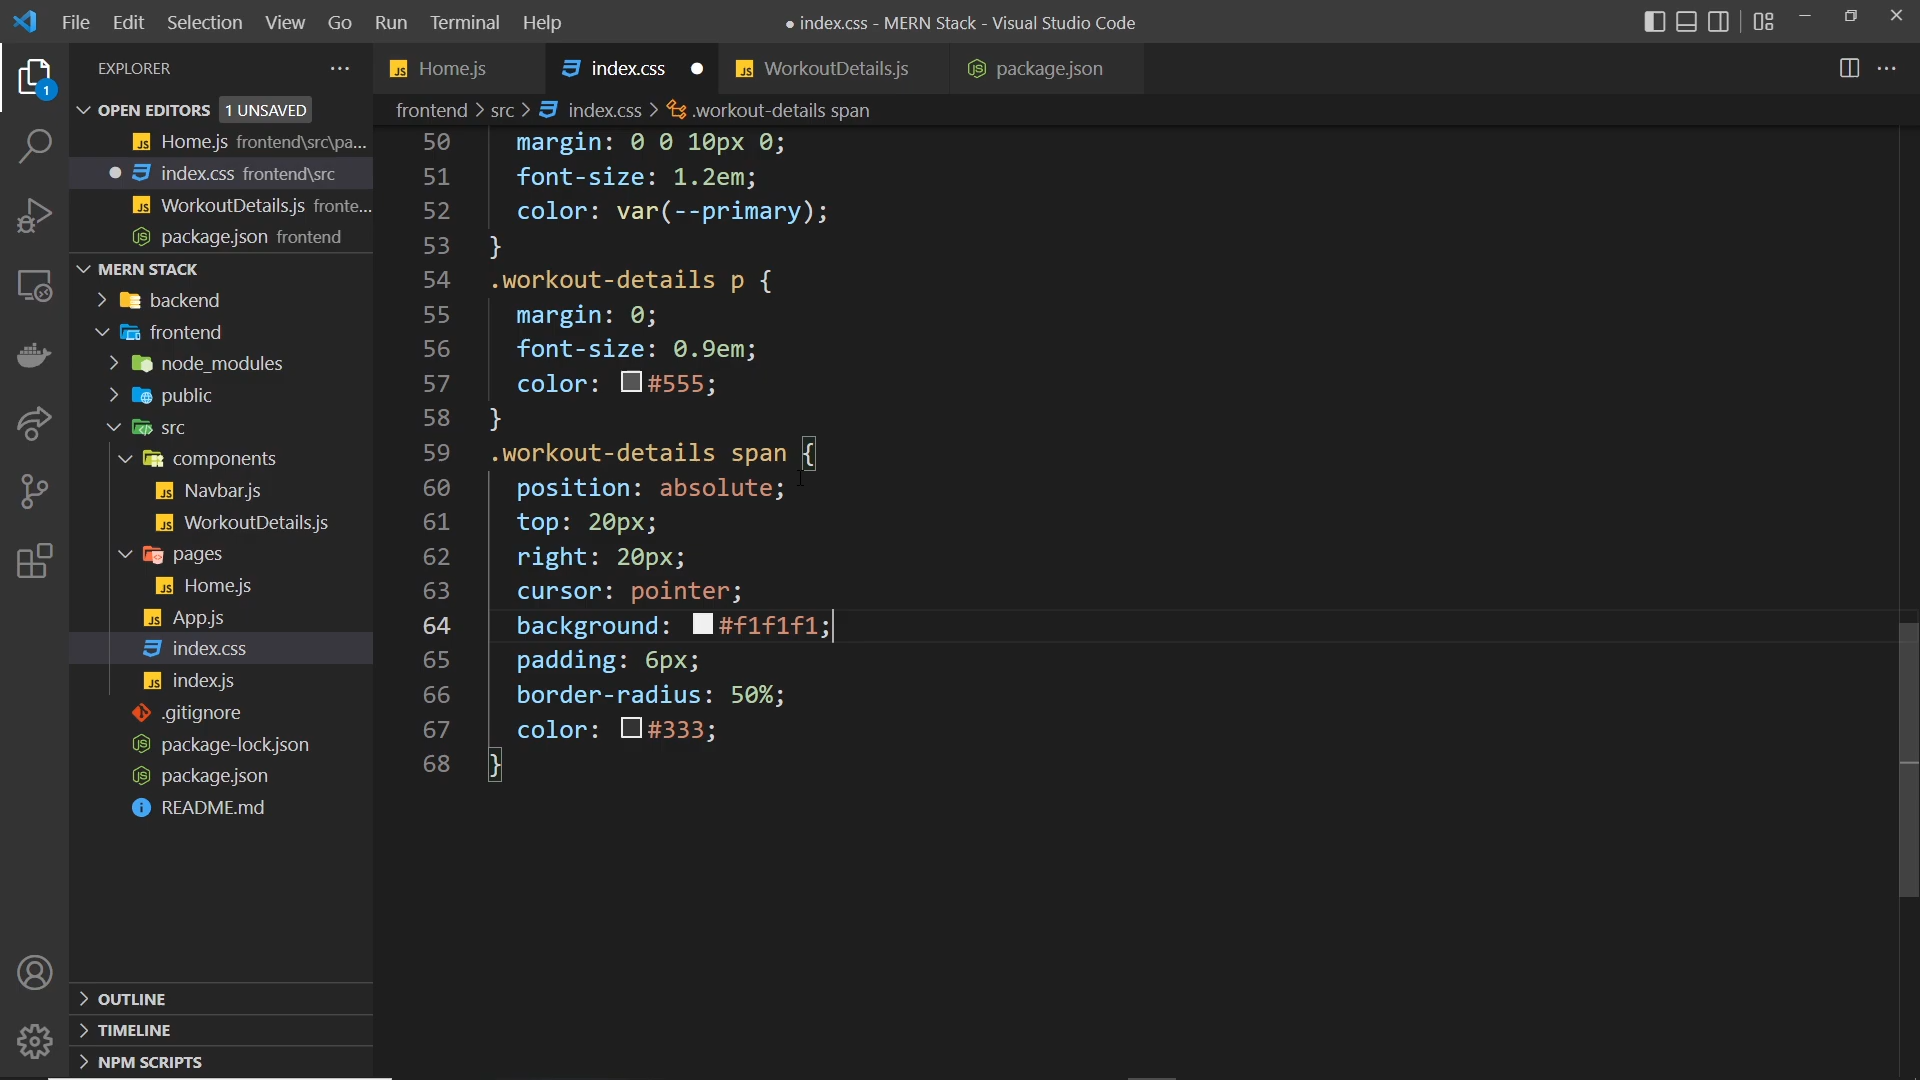 File Edit Selection View Go Run Terminal Help
● index.css - MERN Stack - Visual Studio Code
EXPLORER
1
OPEN EDITORS 1 UNSAVED
Home.js frontend\src\pa...
index.css frontend\src
WorkoutDetails.js fronte...
package.json frontend
MERN STACK
backend
frontend
node_modules
public
src
components
Navbar.js
WorkoutDetails.js
pages
Home.js
App.js
index.css
index.js
.gitignore
package-lock.json
package.json
README.md
OUTLINE
TIMELINE
NPM SCRIPTS
Home.js index.css WorkoutDetails.js package.json
frontend > src > index.css > .workout-details span
50 margin: 0 0 10px 0;
51 font-size: 1.2em;
52 color: var(--primary);
53 }
54 .workout-details p {
55 margin: 0;
56 font-size: 0.9em;
57 color: #555;
58 }
59 .workout-details span {
60 position: absolute;
61 top: 20px;
62 right: 20px;
63 cursor: pointer;
64 background: #f1f1f1;
65 padding: 6px;
66 border-radius: 50%;
67 color: #333;
68 }